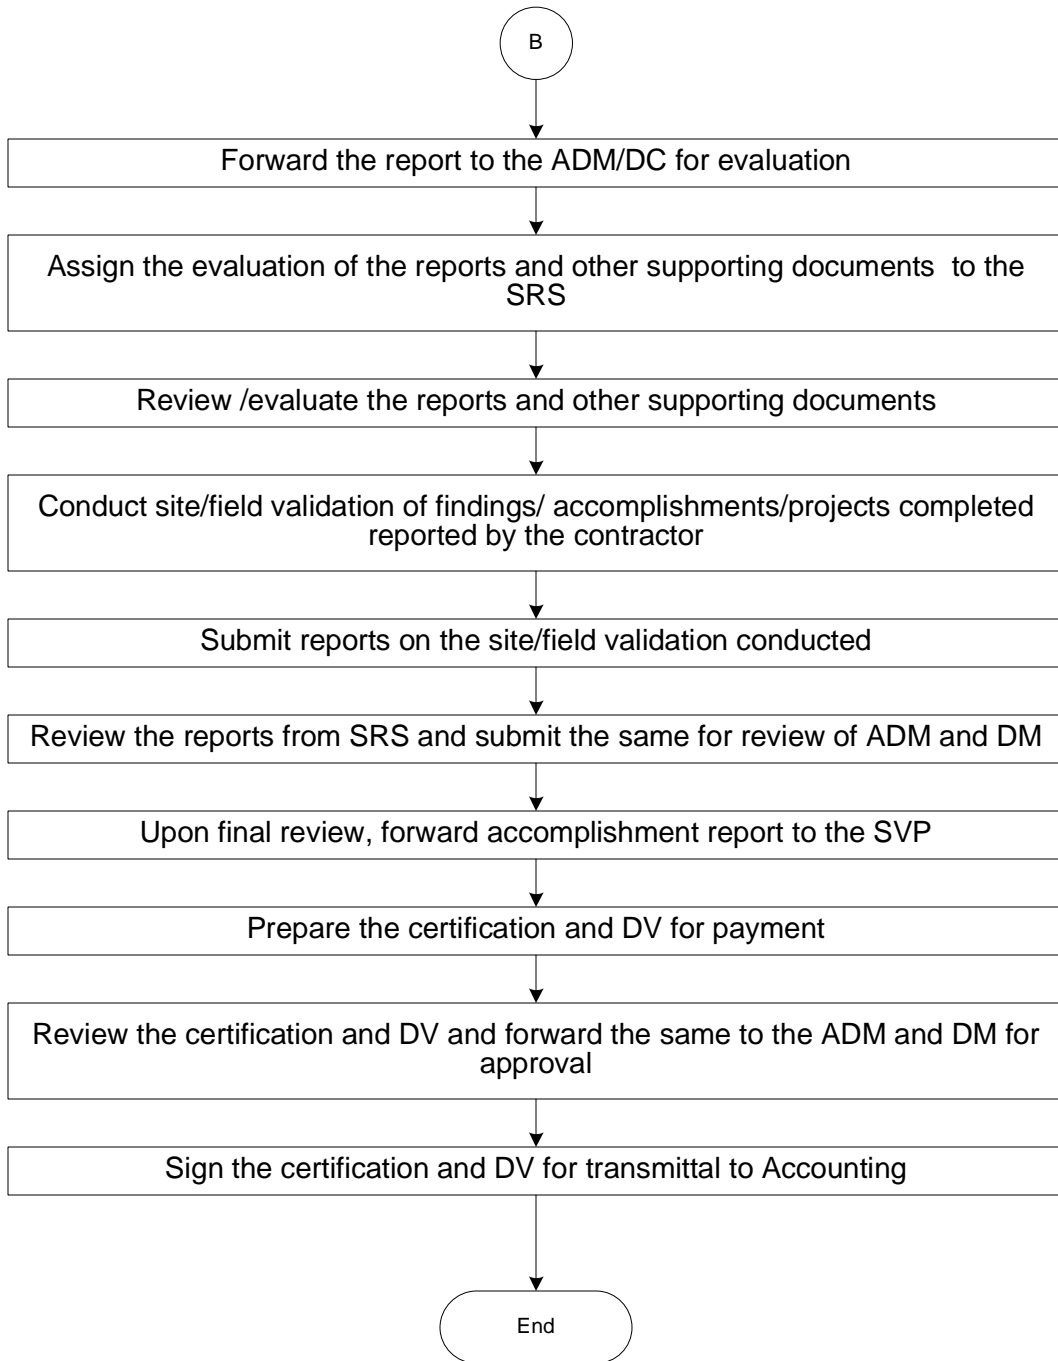 B
Forward the report to the ADM/DC for evaluation
Assign the evaluation of the reports and other supporting documents  to the
SRS
Review /evaluate the reports and other supporting documents
Conduct site/field validation of findings/ accomplishments/projects completed
reported by the contractor
Submit reports on the site/field validation conducted
Review the reports from SRS and submit the same for review of ADM and DM
Upon final review, forward accomplishment report to the SVP
Prepare the certification and DV for payment
Review the certification and DV and forward the same to the ADM and DM for
approval
Sign the certification and DV for transmittal to Accounting
End